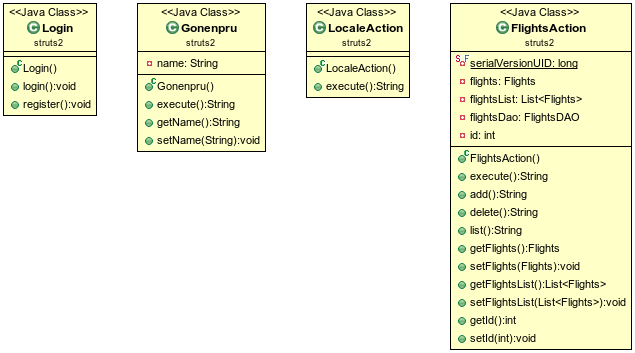 <<Java Class>>
Login
struts2
Login()
login():void
register():void
<<Java Class>>
Gonenpru
struts2
name: String
Gonenpru()
execute():String
getName():String
setName(String):void
<<Java Class>>
LocaleAction
struts2
LocaleAction()
execute():String
<<Java Class>>
FlightsAction
struts2
serialVersionUID: long
flights: Flights
flightsList: List<Flights>
flightsDao: FlightsDAO
id: int
FlightsAction()
execute():String
add():String
delete():String
list():String
getFlights():Flights
setFlights(Flights):void
getFlightsList():List<Flights>
setFlightsList(List<Flights>):void
getId():int
setId(int):void